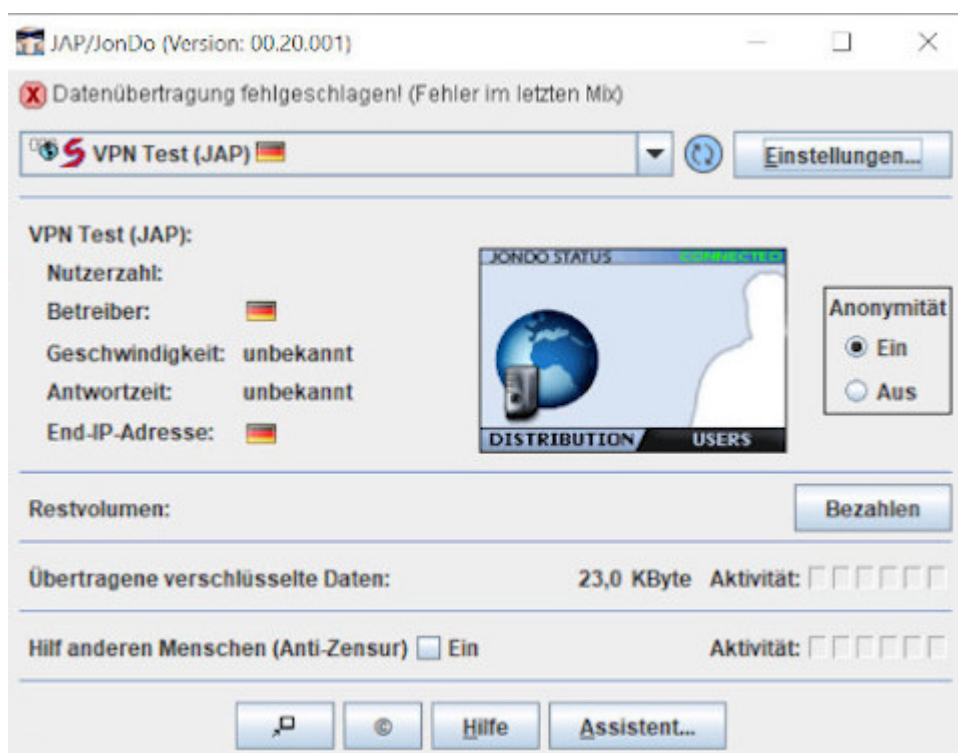 JAP/JonDo (Version: 00.20.001)
Datenübertragung fehlgeschlagen! (Fehler im letzten Mix)
VPN Test (JAP)
Einstellungen...
VPN Test (JAP):
Nutzerzahl:
Betreiber:
Geschwindigkeit: unbekannt
Antwortzeit: unbekannt
End-IP-Adresse:
JONDO STATUS CONNECTED
DISTRIBUTION USERS
Anonymität
Ein
Aus
Restvolumen:
Bezahlen
Übertragene verschlüsselte Daten: 23,0 KByte Aktivität:
Hilf anderen Menschen (Anti-Zensur) Ein Aktivität:
© Hilfe Assistent...